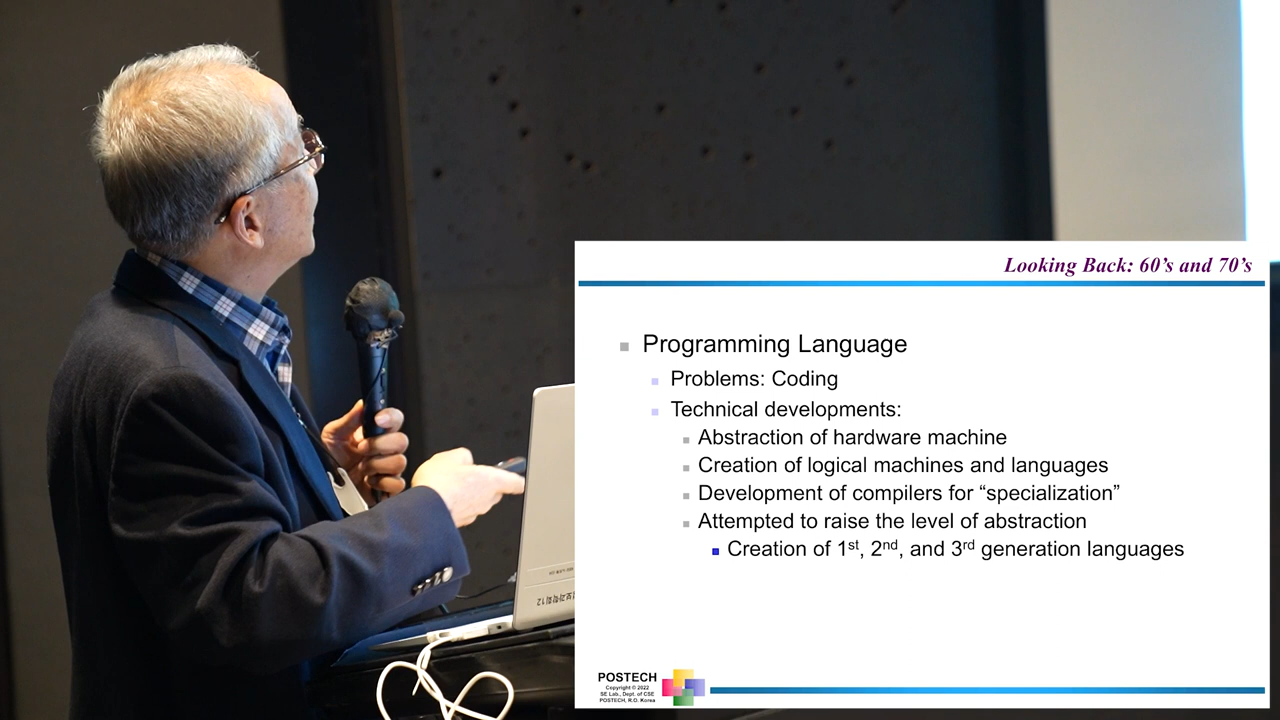 Looking Back: 60’s and 70’s
Programming Language
Problems: Coding
Technical developments:
Abstraction of hardware machine
Creation of logical machines and languages
Development of compilers for “specialization”
Attempted to raise the level of abstraction
Creation of 1st, 2nd, and 3rd generation languages
POSTECH
Copyright © 2022
SE Lab., Dept. of CSE
POSTECH, R.O. Korea